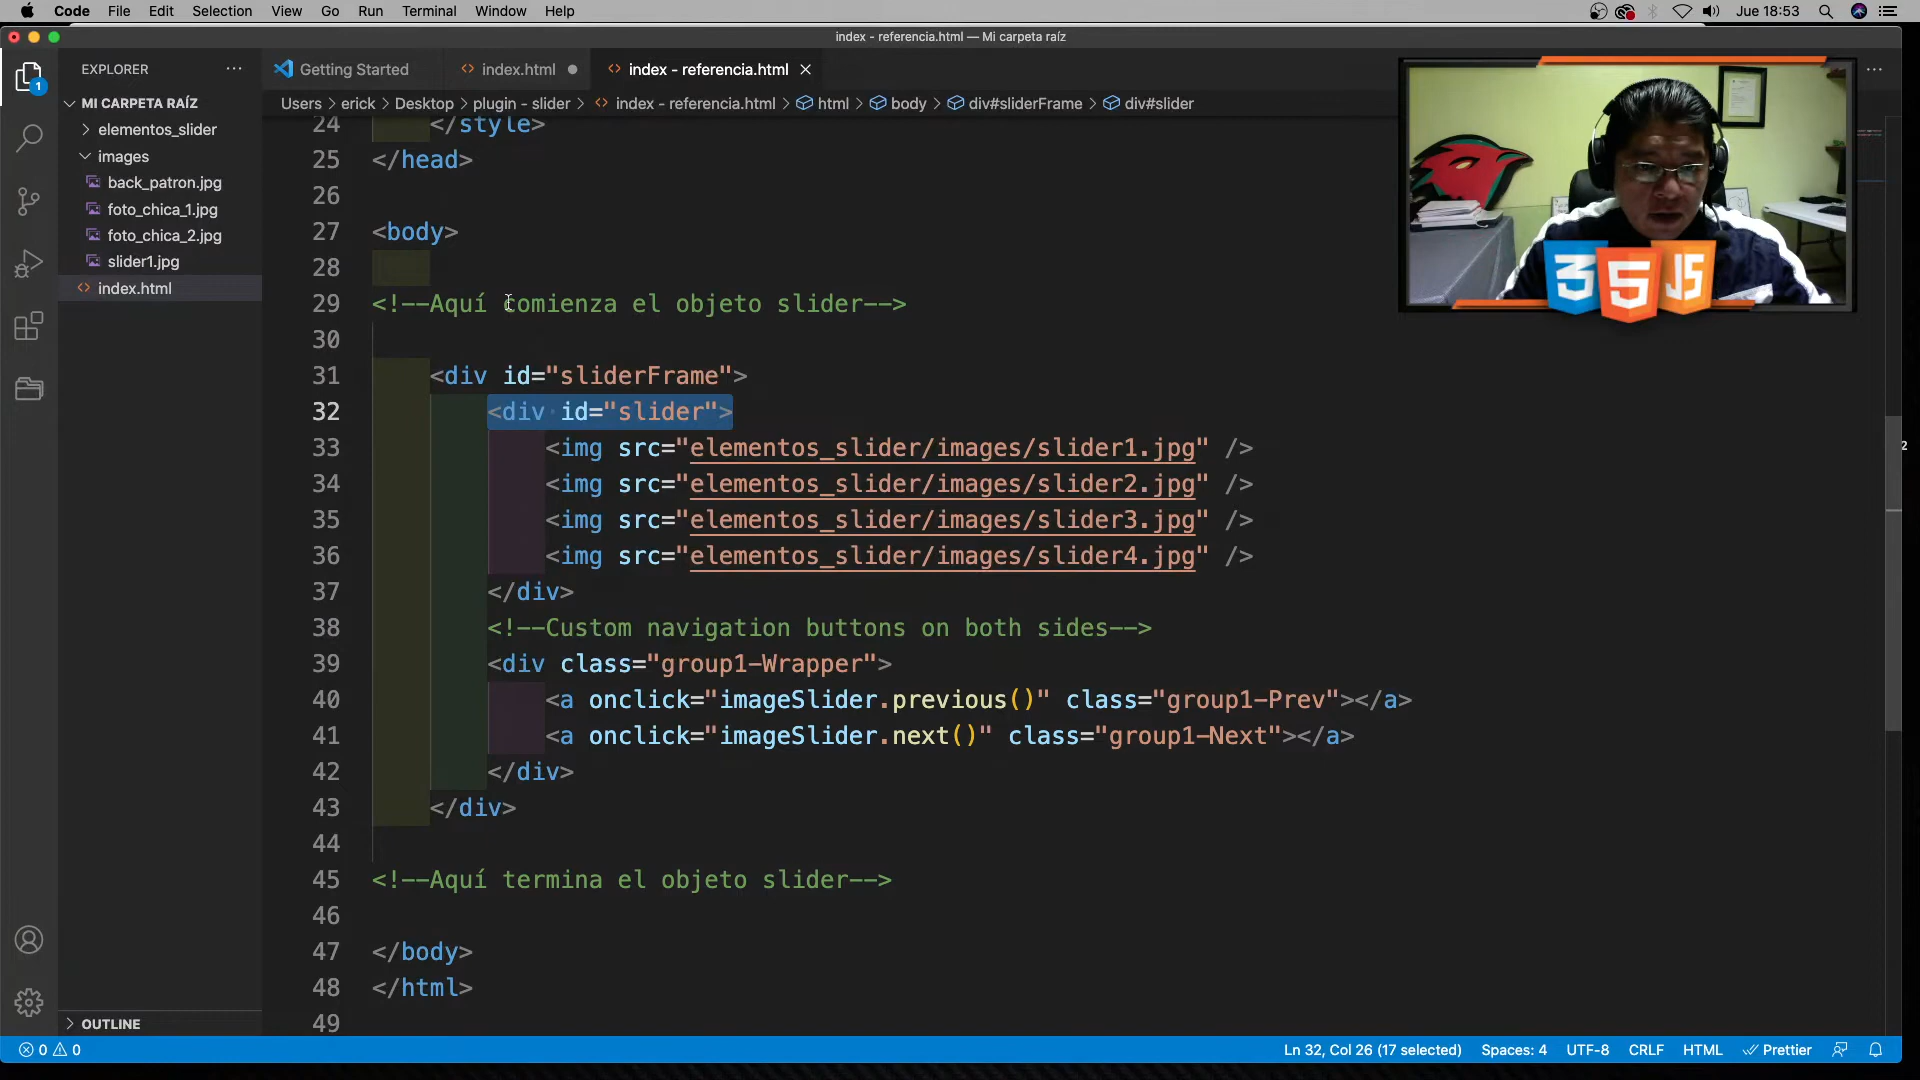 Code File Edit Selection View Go Run Terminal Window Help Jue 18:53
index - referencia.html — Mi carpeta raíz
EXPLORER
Getting Started
index.html
index - referencia.html
Users > erick > Desktop > plugin - slider > index - referencia.html > html > body > div#sliderFrame > div#slider
1
MI CARPETA RAÍZ
elementos_slider
images
back_patron.jpg
foto_chica_1.jpg
foto_chica_2.jpg
slider1.jpg
index.html
24 </style>
25 </head>
26
27 <body>
28
29 <!--Aquí comienza el objeto slider-->
30
31 <div id="sliderFrame">
32 <div id="slider">
33 <img src="elementos_slider/images/slider1.jpg" />
34 <img src="elementos_slider/images/slider2.jpg" />
35 <img src="elementos_slider/images/slider3.jpg" />
36 <img src="elementos_slider/images/slider4.jpg" />
37 </div>
38 <!--Custom navigation buttons on both sides-->
39 <div class="group1-Wrapper">
40 <a onclick="imageSlider.previous()" class="group1-Prev"></a>
41 <a onclick="imageSlider.next()" class="group1-Next"></a>
42 </div>
43 </div>
44
45 <!--Aquí termina el objeto slider-->
46
47 </body>
48 </html>
49
3 5 JS
2
OUTLINE
0 0
Ln 32, Col 26 (17 selected) Spaces: 4 UTF-8 CRLF HTML Prettier